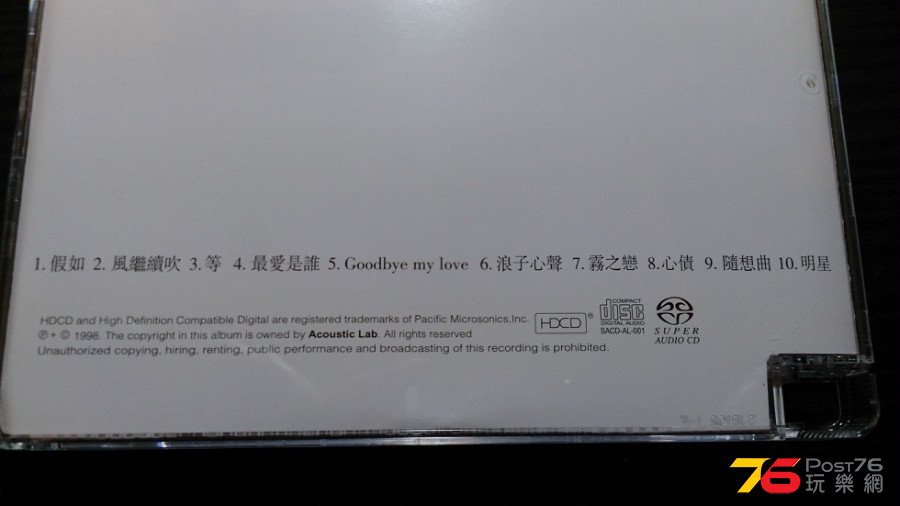 1. 假如 2. 風繼續吹 3. 等 4. 最愛是誰 5. Goodbye my love 6. 浪子心聲 7. 霧之戀 8. 心債 9. 隨想曲 10. 明星
HDCD and High Definition Compatible Digital are registered trademarks of Pacific Microsonics, Inc.
℗+ © 1998. The copyright in this album is owned by Acoustic Lab. All rights reserved
Unauthorized copying, hiring, renting, public performance and broadcasting of this recording is prohibited.
HDCD®
COMPACT
disc
DIGITAL AUDIO
SACD-AL-001
SUPER
AUDIO CD
76 Post76
玩樂網